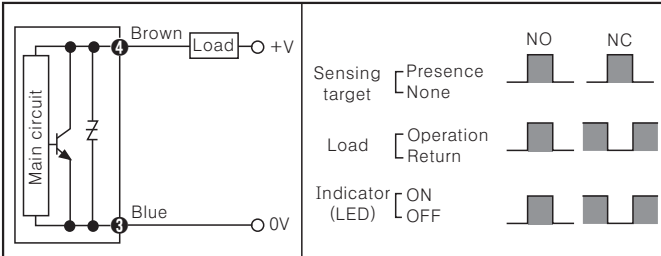 Brown
4
Load
+V
Main circuit
3
Blue
0V
NO
NC
Sensing
target
Presence
None
Load
Operation
Return
Indicator
(LED)
ON
OFF